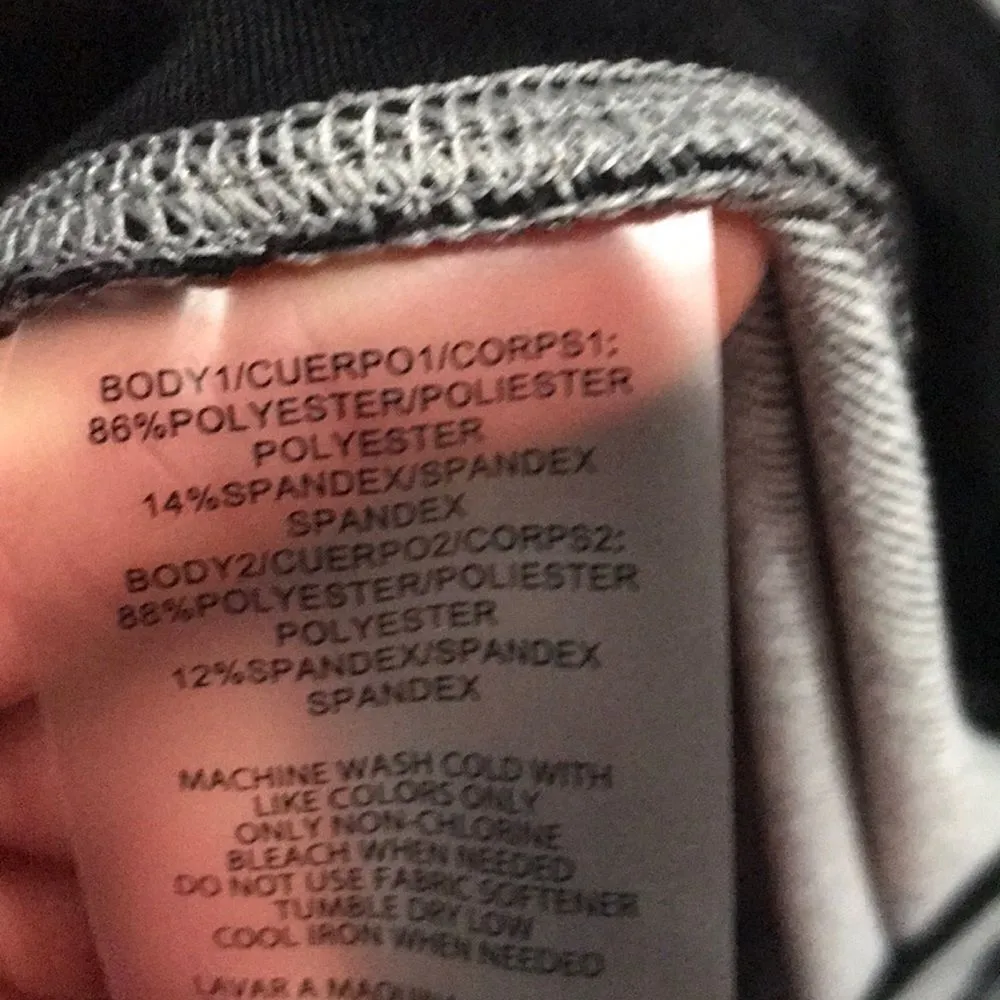 BODY1/CUERPO1/CORPS1;
86%POLYESTER/POLIESTER
POLYESTER
14%SPANDEX/SPANDEX
SPANDEX
BODY2/CUERPO2/CORPS2;
88%POLYESTER/POLIESTER
POLYESTER
12%SPANDEX/SPANDEX
SPANDEX
MACHINE WASH COLD WITH
LIKE COLORS ONLY
ONLY NON-CHLORINE
BLEACH WHEN NEEDED
DO NOT USE FABRIC SOFTENER
TUMBLE DRY LOW
COOL IRON WHEN NEEDED
LAVAR A